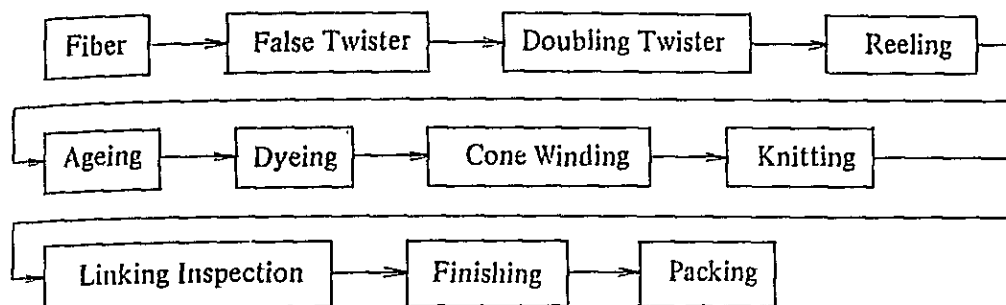 Fiber False Twister Doubling Twister Reeling
Ageing Dyeing Cone Winding Knitting
Linking Inspection Finishing Packing